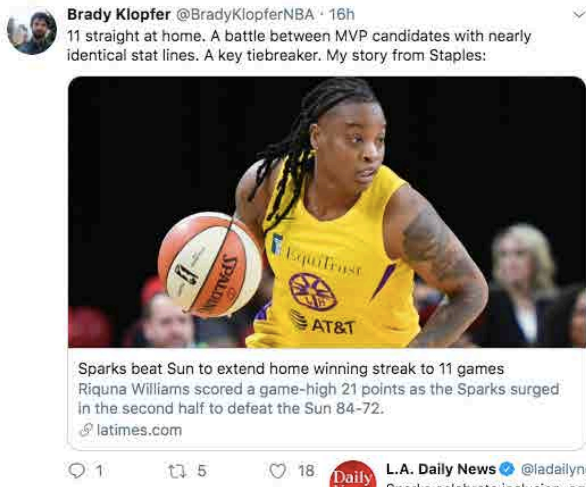 Brady Klopfer @BradyKlopferNBA · 16h
11 straight at home. A battle between MVP candidates with nearly
identical stat lines. A key tiebreaker. My story from Staples:
EquiTrust
SPALDING
AT&T
Sparks beat Sun to extend home winning streak to 11 games
Riquna Williams scored a game-high 21 points as the Sparks surged
in the second half to defeat the Sun 84-72.
latimes.com
1 5 18
Daily
L.A. Daily News @ladailyn